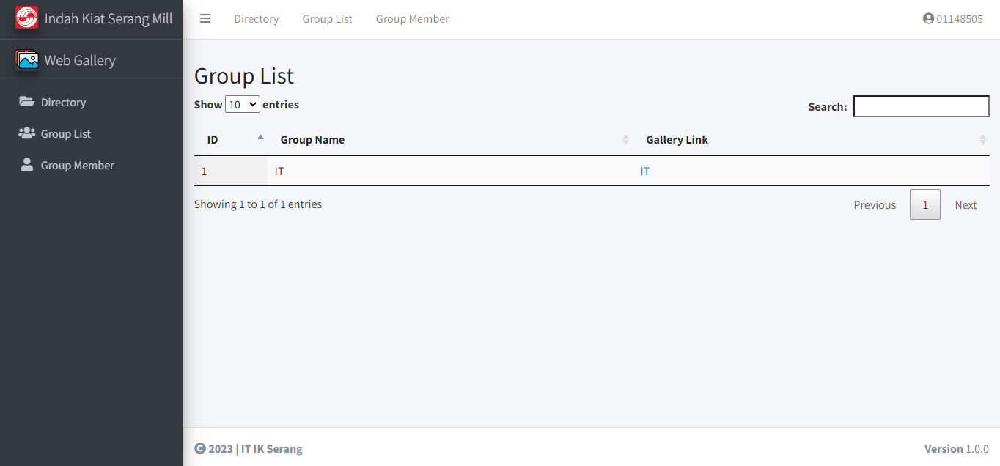 Indah Kiat Serang Mill
Directory Group List Group Member 01148505
Web Gallery
Directory
Group List
Group Member
Group List
Show 10 entries Search:
ID Group Name Gallery Link
1 IT IT
Showing 1 to 1 of 1 entries Previous 1 Next
© 2023 | IT IK Serang Version 1.0.0